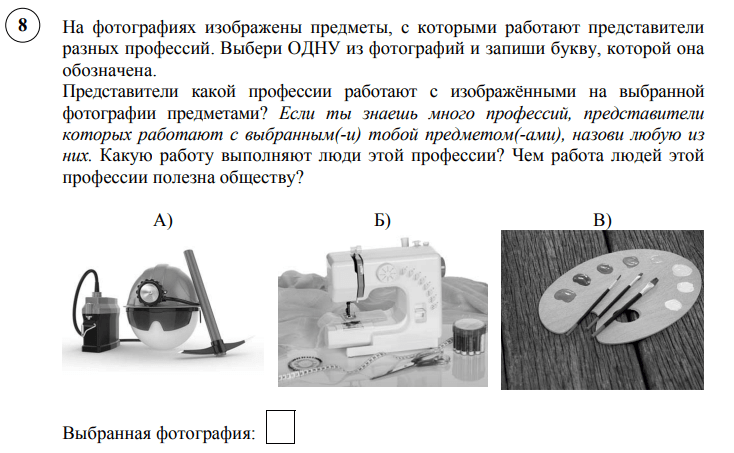 8
На фотографиях изображены предметы, с которыми работают представители
разных профессий. Выбери ОДНУ из фотографий и запиши букву, которой она
обозначена.
Представители какой профессии работают с изображёнными на выбранной
фотографии предметами? Если ты знаешь много профессий, представители
которых работают с выбранным(-и) тобой предметом(-ами), назови любую из
них. Какую работу выполняют люди этой профессии? Чем работа людей этой
профессии полезна обществу?
А) Б) В)
Выбранная фотография: